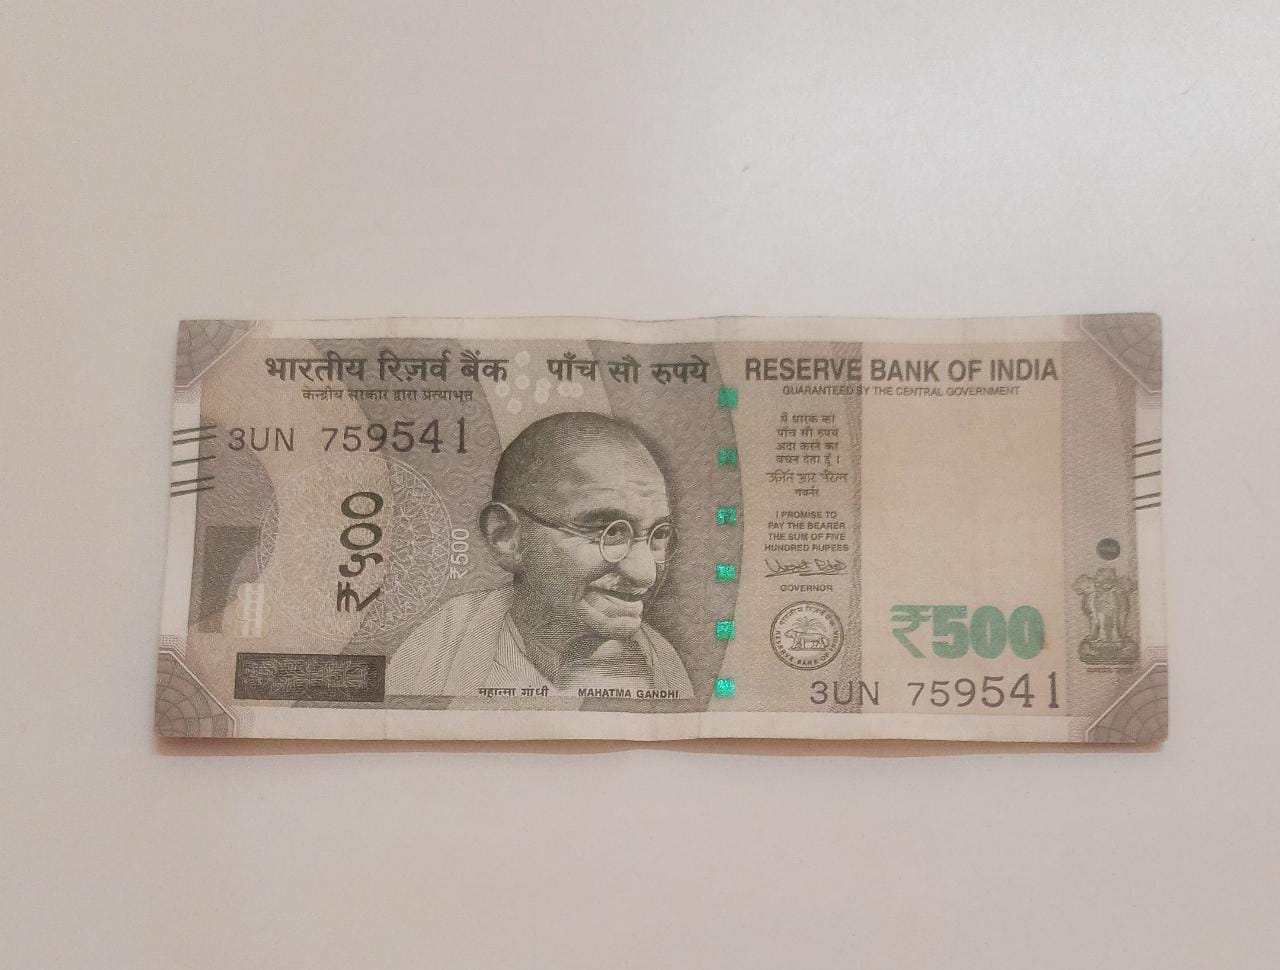 भारतीय रिज़र्व बैंक
केन्द्रीय सरकार द्वारा प्रत्याभूत
पाँच सौ रुपये
3UN 759541
₹५००
₹500
महात्मा गांधी
MAHATMA GANDHI
RESERVE BANK OF INDIA
GUARANTEED BY THE CENTRAL GOVERNMENT
मैं धारक को
पाँच सौ रुपये
अदा करने का
वचन देता हूँ।
उर्जित आर पटेल
गवर्नर
I PROMISE TO
PAY THE BEARER
THE SUM OF FIVE
HUNDRED RUPEES
GOVERNOR
भारतीय रिज़र्व बैंक
RESERVE BANK OF INDIA
₹500
3UN 759541